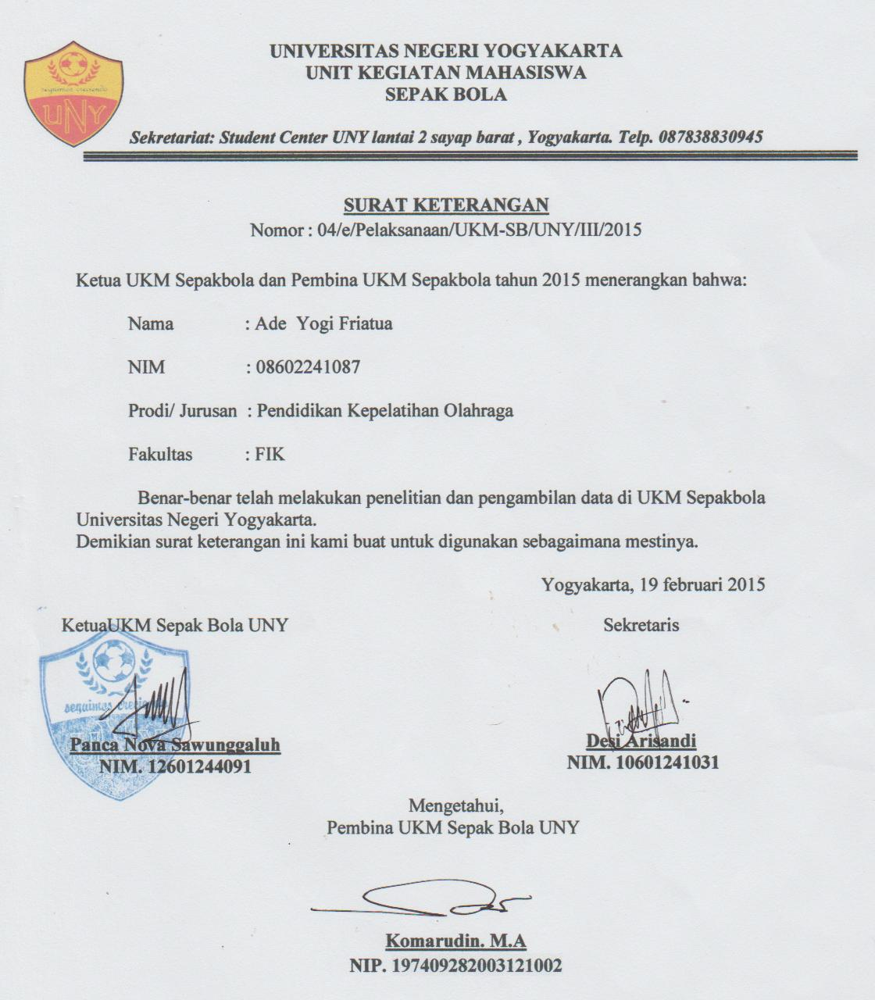 seguimos creciendo
UNY
UNIVERSITAS NEGERI YOGYAKARTA
UNIT KEGIATAN MAHASISWA
SEPAK BOLA
Sekretariat: Student Center UNY lantai 2 sayap barat , Yogyakarta. Telp. 087838830945
SURAT KETERANGAN
Nomor : 04/e/Pelaksanaan/UKM-SB/UNY/III/2015
Ketua UKM Sepakbola dan Pembina UKM Sepakbola tahun 2015 menerangkan bahwa:
Nama : Ade Yogi Friatua
NIM : 08602241087
Prodi/ Jurusan : Pendidikan Kepelatihan Olahraga
Fakultas : FIK
Benar-benar telah melakukan penelitian dan pengambilan data di UKM Sepakbola
Universitas Negeri Yogyakarta.
Demikian surat keterangan ini kami buat untuk digunakan sebagaimana mestinya.
Yogyakarta, 19 februari 2015
KetuaUKM Sepak Bola UNY
Sekretaris
seguimos
Panca Nova Sawunggaluh
NIM. 12601244091
Desi Arisandi
NIM. 10601241031
Mengetahui,
Pembina UKM Sepak Bola UNY
Komarudin. M.A
NIP. 197409282003121002